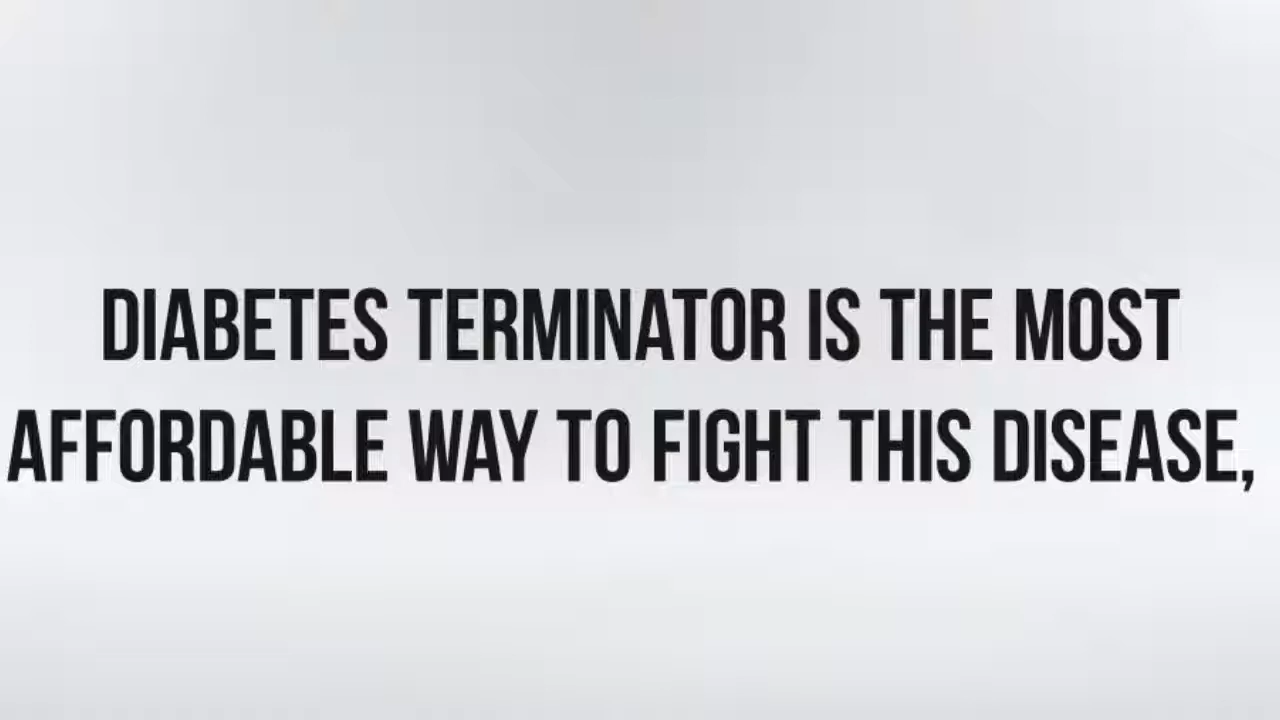 DIABETES TERMINATOR IS THE MOST
AFFORDABLE WAY TO FIGHT THIS DISEASE,